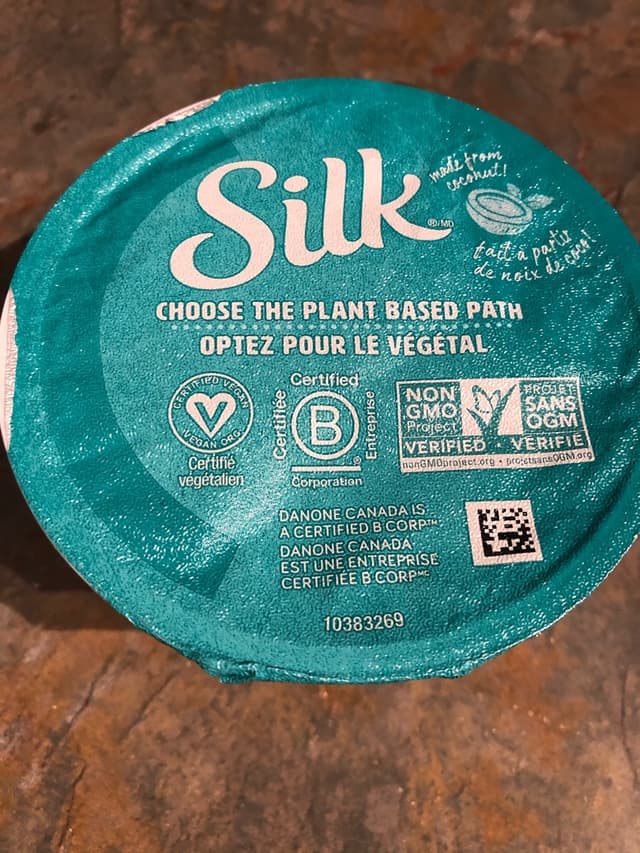 Silk
®/MD
made from
coconut!
fait à partir
de noix de coco!
CHOOSE THE PLANT BASED PATH
OPTEZ POUR LE VÉGÉTAL
CERTIFIED VEGAN
VEGAN.ORG
Certifié
végétalien
Certified
Certifiée
B
Entreprise
Corporation
NON
GMO
Project
VERIFIED
nonGMOproject.org
PROJET
SANS
OGM
VÉRIFIÉ
projetsansOGM.org
DANONE CANADA IS
A CERTIFIED B CORP™
DANONE CANADA
EST UNE ENTREPRISE
CERTIFIÉE B CORPᴹᶜ
10383269